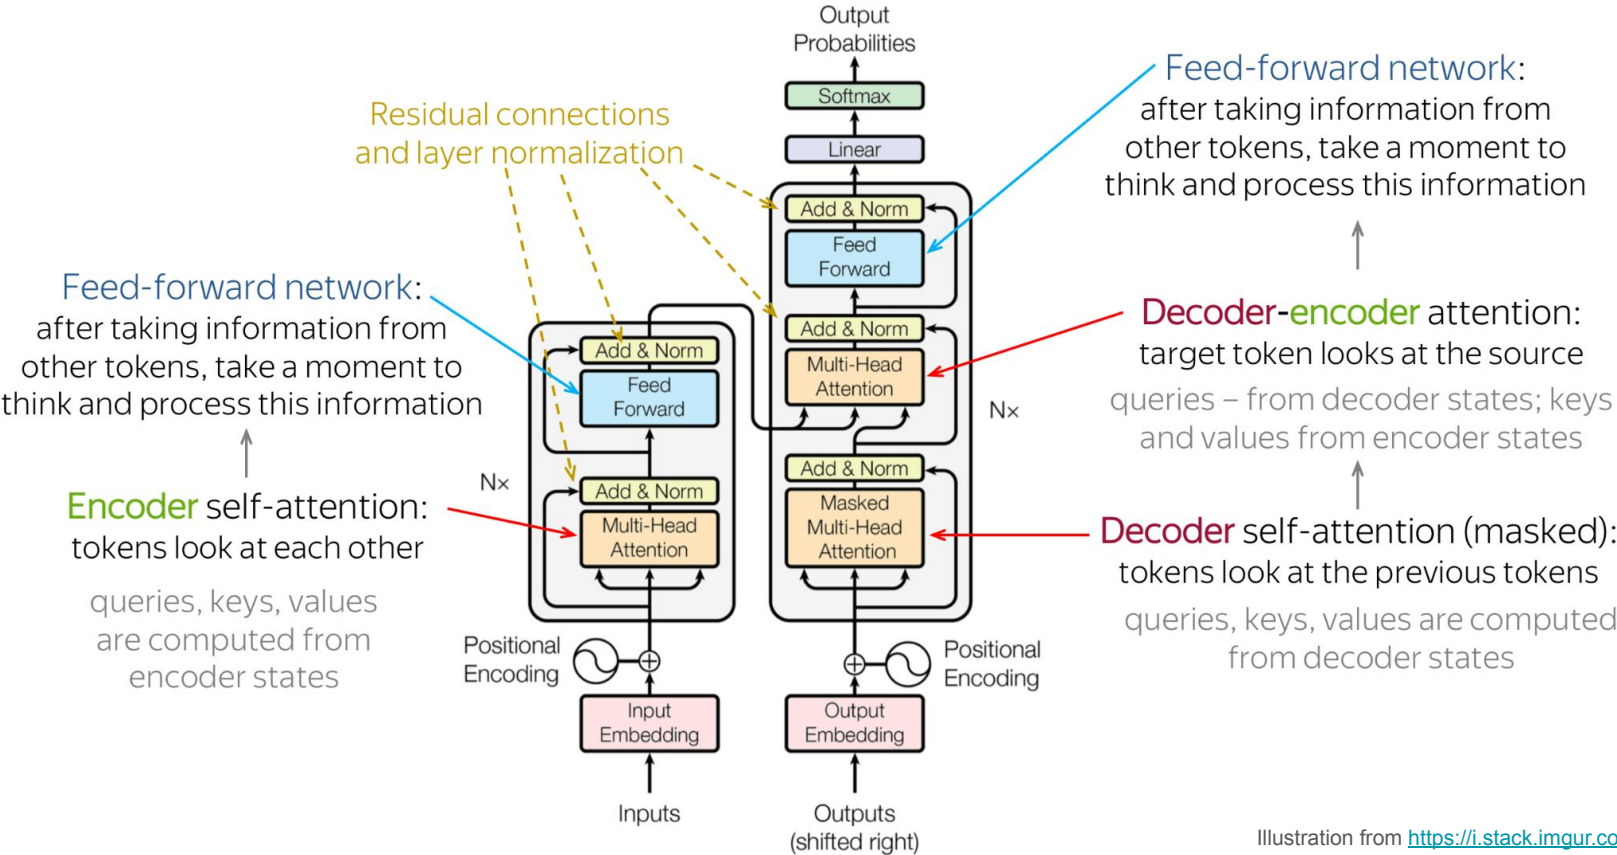 Output
Probabilities
Softmax
Linear
Add & Norm
Feed
Forward
Add & Norm
Multi-Head
Attention
Nx
Add & Norm
Masked
Multi-Head
Attention
Positional
Encoding
Output
Embedding
Outputs
(shifted right)
Residual connections
and layer normalization
Add & Norm
Feed
Forward
Nx
Add & Norm
Multi-Head
Attention
Positional
Encoding
Input
Embedding
Inputs
Feed-forward network:
after taking information from
other tokens, take a moment to
think and process this information
Encoder self-attention:
tokens look at each other
queries, keys, values
are computed from
encoder states
Feed-forward network:
after taking information from
other tokens, take a moment to
think and process this information
Decoder-encoder attention:
target token looks at the source
queries – from decoder states; keys
and values from encoder states
Decoder self-attention (masked):
tokens look at the previous tokens
queries, keys, values are computed
from decoder states
Illustration from https://i.stack.imgur.co